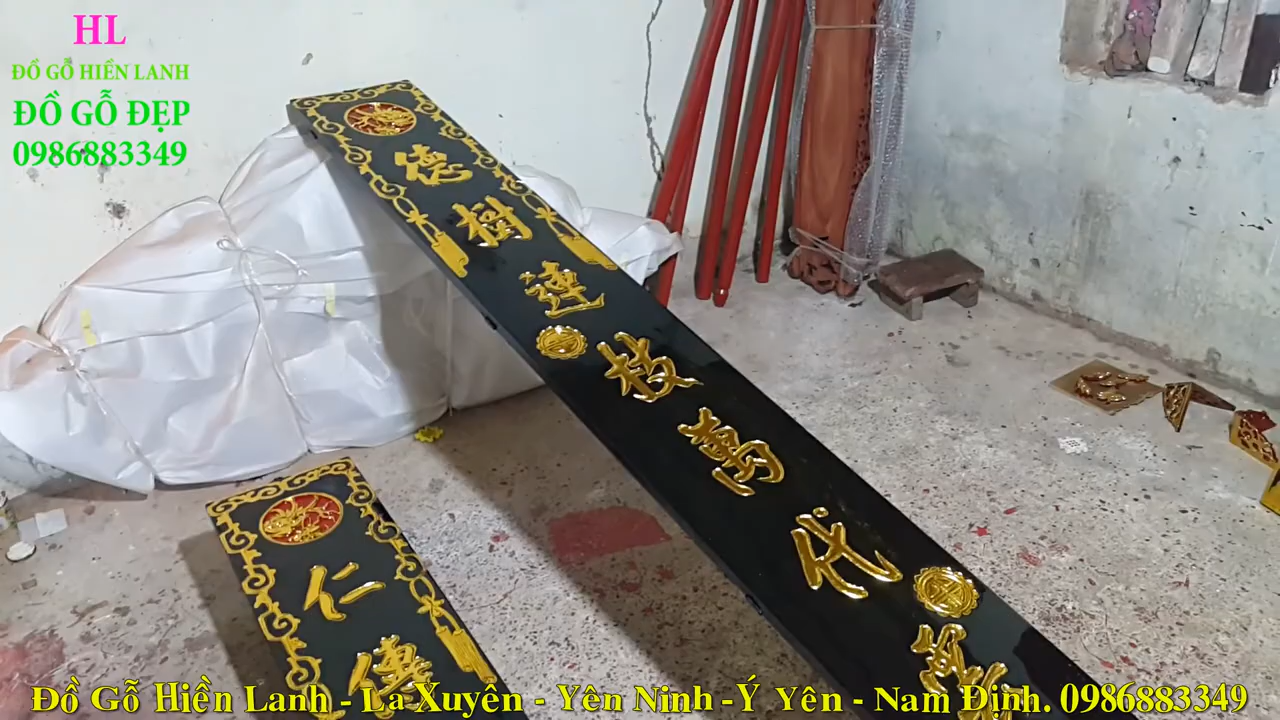 HL
ĐỒ GỖ HIỀN LANH
ĐỒ GỖ ĐẸP
0986883349
德樹連枝萬代
仁傳
Đồ Gỗ Hiền Lanh - La Xuyên - Yên Ninh - Ý Yên - Nam Định. 0986883349